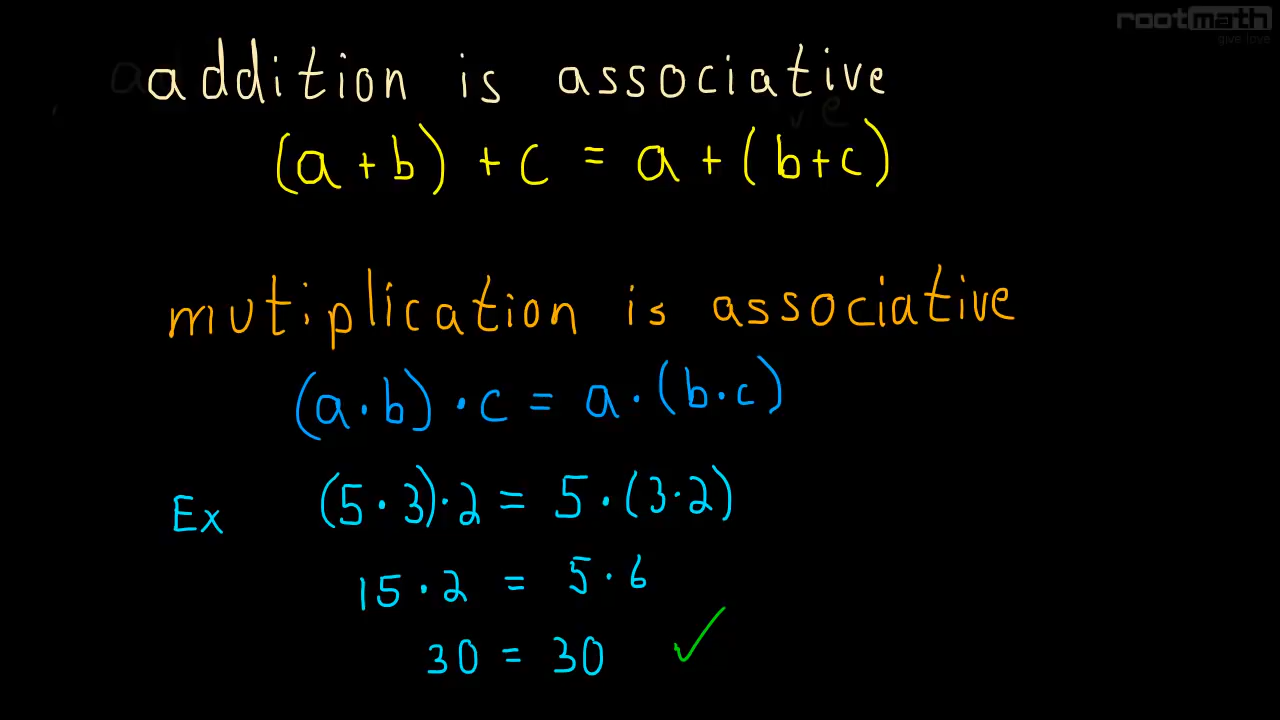 rootmath
give love
addition is associative
(a+b)+c = a+(b+c)
mutiplication is associative
(a·b)·c = a·(b·c)
Ex (5·3)·2 = 5·(3·2)
15·2 = 5·6
30 = 30 ✓